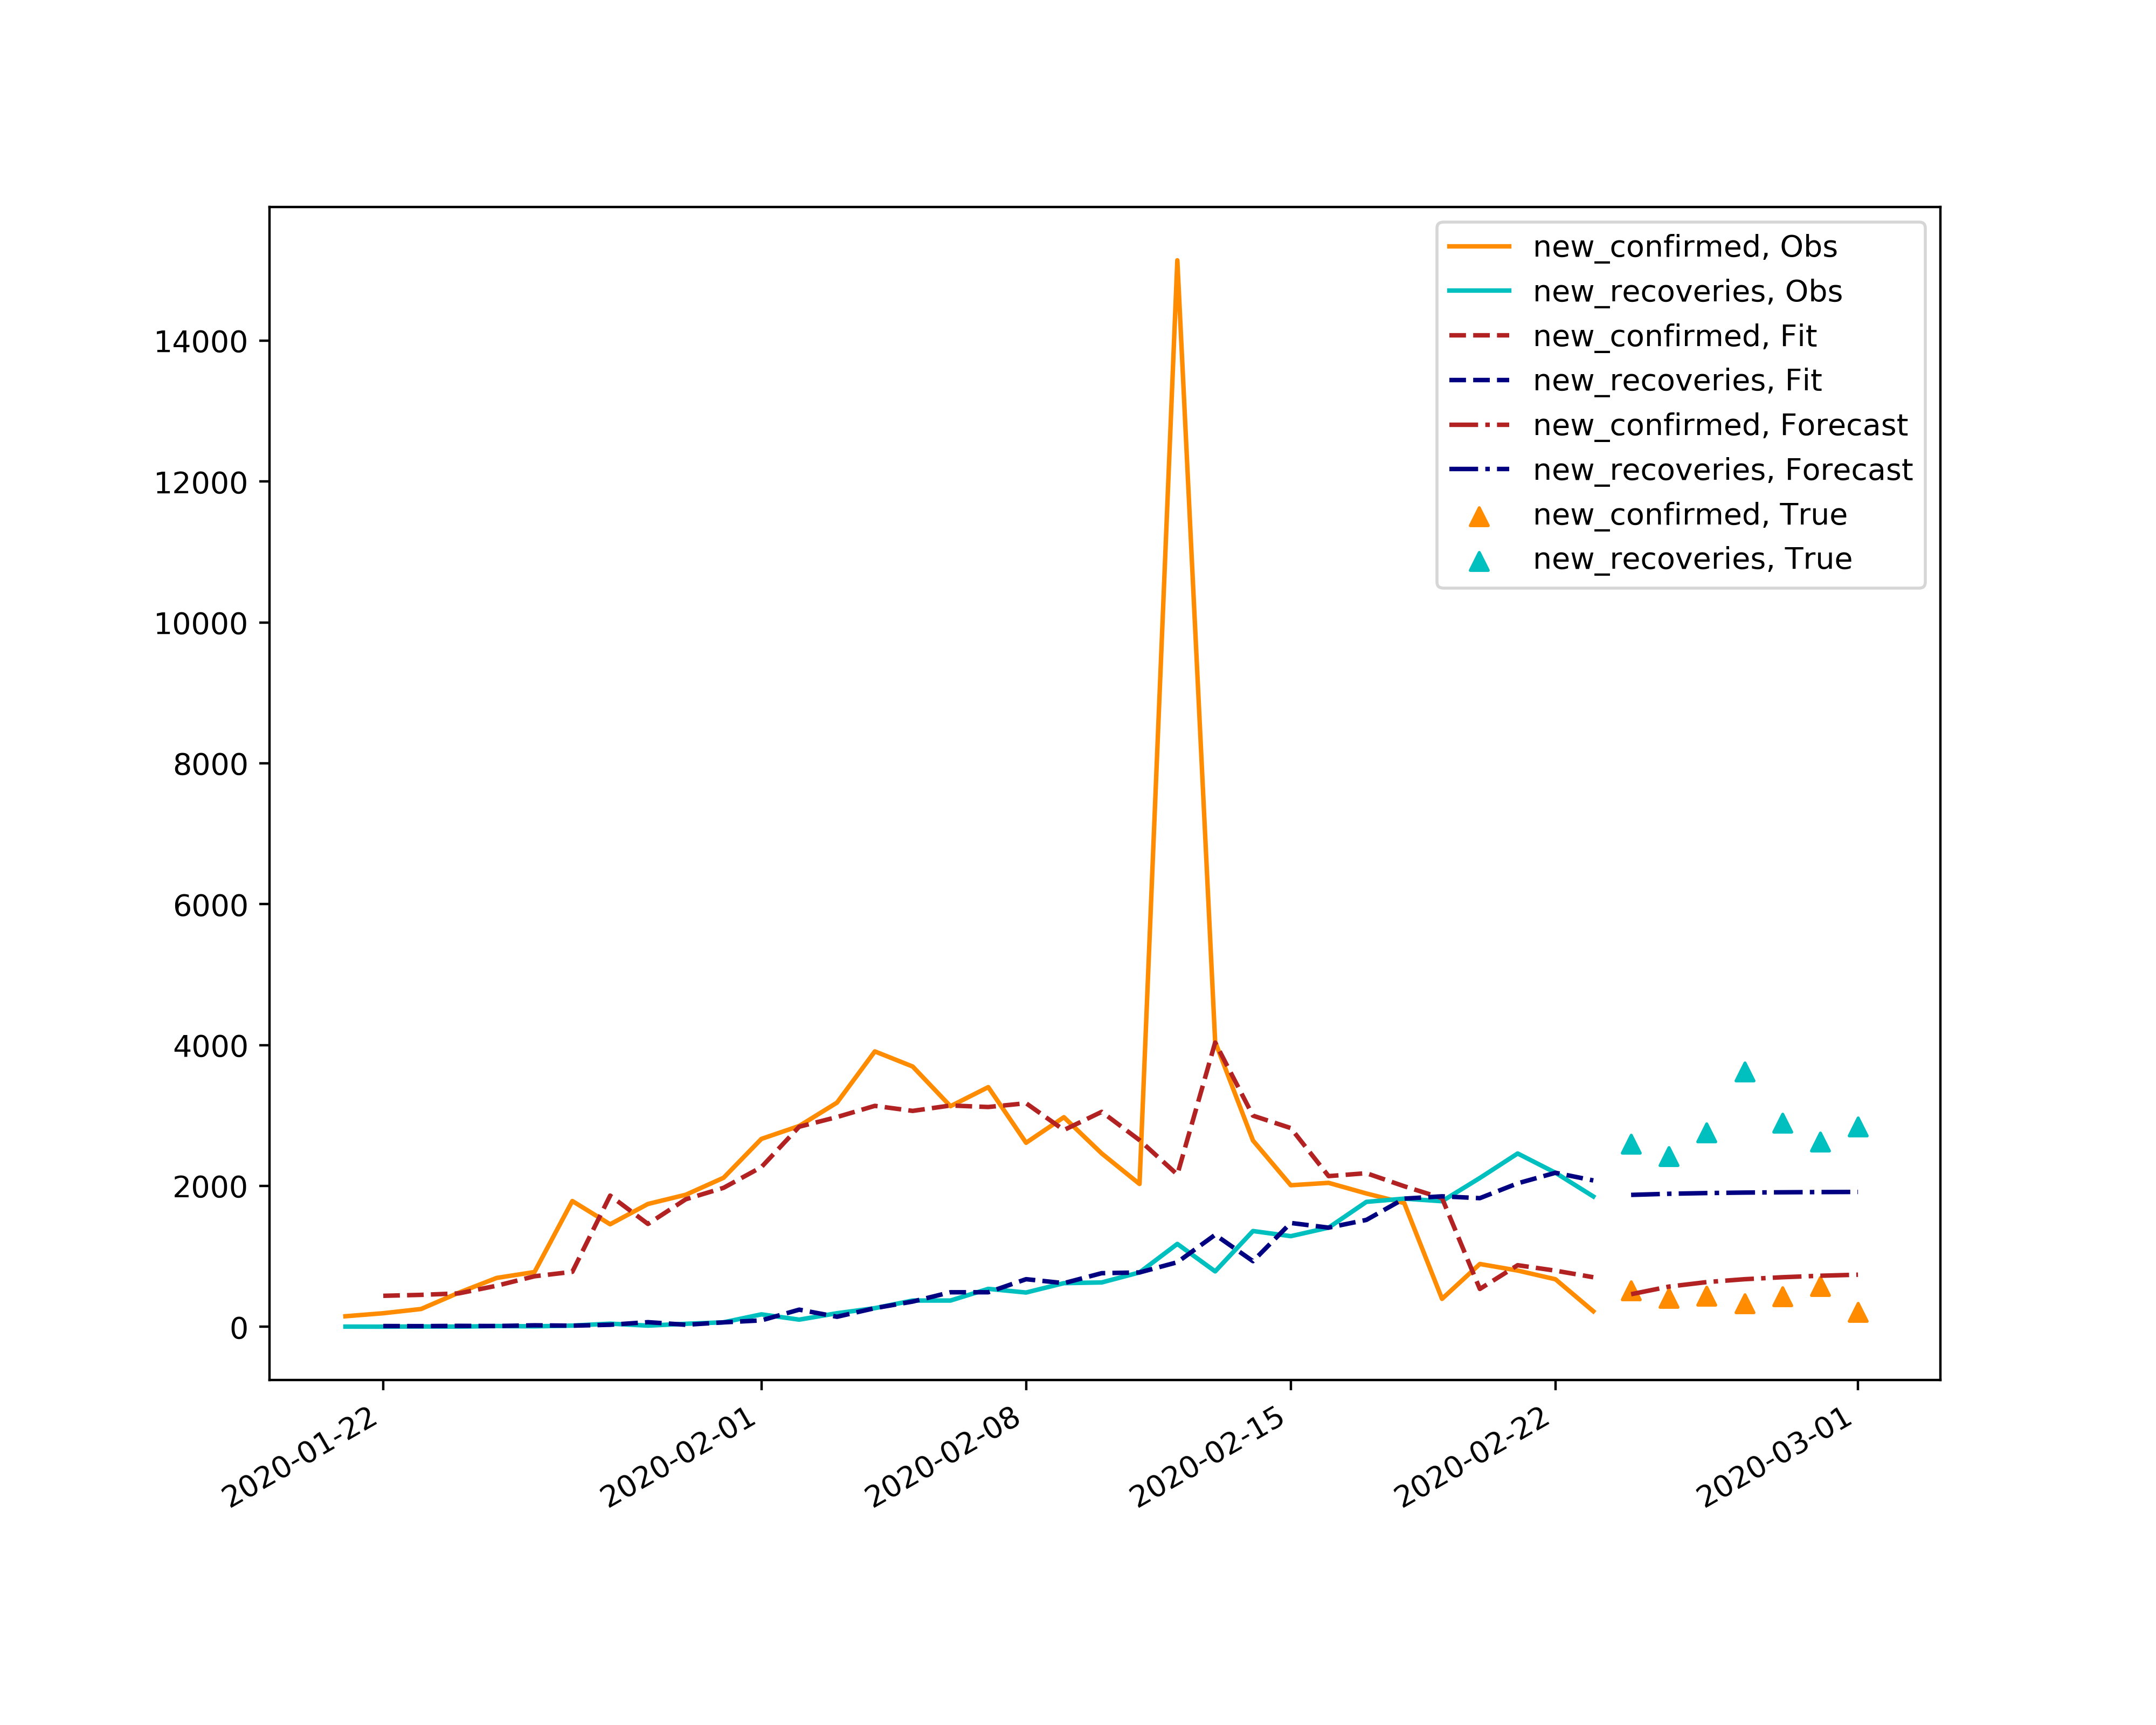 new_confirmed, Obs
new_recoveries, Obs
new_confirmed, Fit
new_recoveries, Fit
new_confirmed, Forecast
new_recoveries, Forecast
new_confirmed, True
new_recoveries, True
14000
12000
10000
8000
6000
4000
2000
0
2020-01-22
2020-02-01
2020-02-08
2020-02-15
2020-02-22
2020-03-01